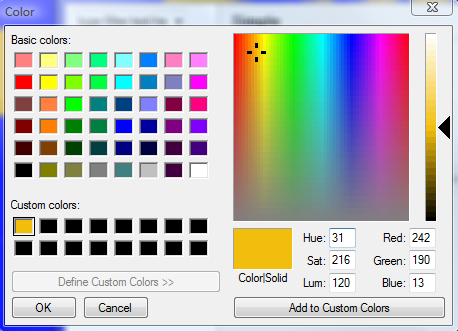 Color
Basic colors:
Custom colors:
Define Custom Colors >>
OK
Cancel
Color|Solid
Hue: 31
Sat: 216
Lum: 120
Red: 242
Green: 190
Blue: 13
Add to Custom Colors